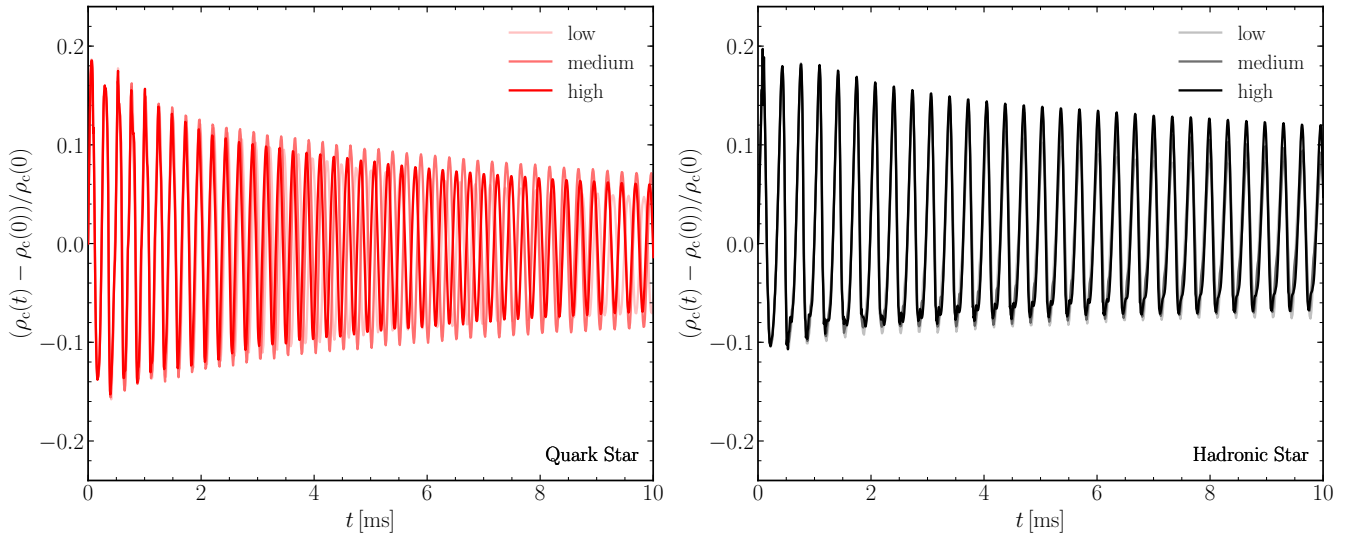 low
medium
high
Quark Star
(ρc(t) − ρc(0))/ρc(0)
0.2
0.1
0.0
−0.1
−0.2
0 2 4 6 8 10
t [ms]
low
medium
high
Hadronic Star
(ρc(t) − ρc(0))/ρc(0)
0.2
0.1
0.0
−0.1
−0.2
0 2 4 6 8 10
t [ms]